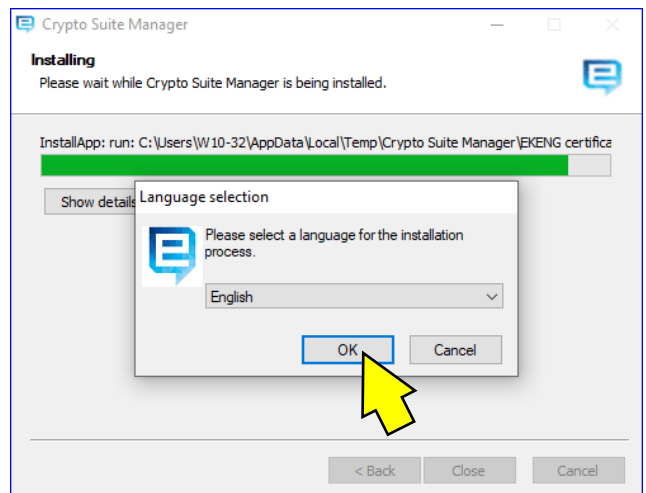 Crypto Suite Manager
Installing
Please wait while Crypto Suite Manager is being installed.
InstallApp: run: C:\Users\W10-32\AppData\Local\Temp\Crypto Suite Manager\EKENG certifica
Show details
Language selection
Please select a language for the installation
process.
English
OK
Cancel
< Back
Close
Cancel